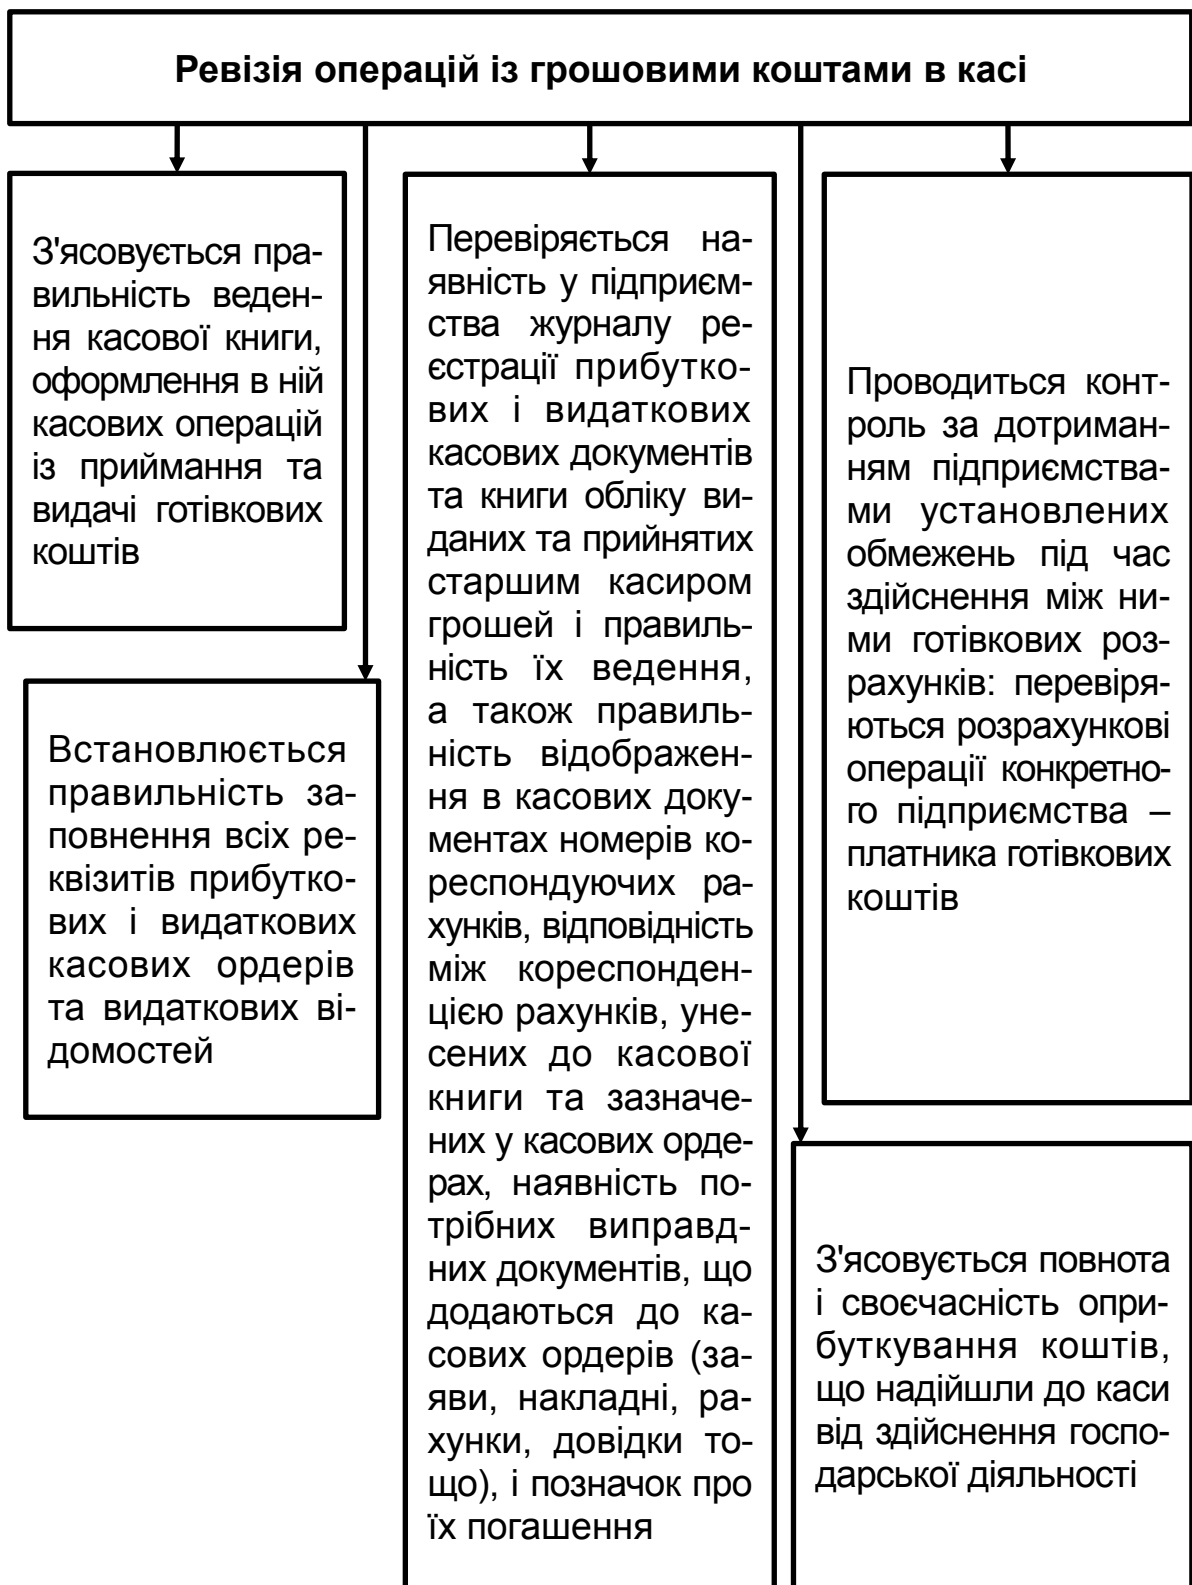 Ревізія операцій із грошовими коштами в касі
З'ясовується пра-
вильність веден-
ня касової книги,
оформлення в ній
касових операцій
із приймання та
видачі готівкових
коштів
Встановлюється
правильність за-
повнення всіх ре-
квізитів прибутко-
вих і видаткових
касових ордерів
та видаткових ві-
домостей
Перевіряється на-
явність у підприєм-
ства журналу ре-
єстрації прибутко-
вих і видаткових
касових документів
та книги обліку ви-
даних та прийнятих
старшим касиром
грошей і правиль-
ність їх ведення,
а також правиль-
ність відображен-
ня в касових доку-
ментах номерів ко-
респондуючих ра-
хунків, відповідність
між кореспонден-
цією рахунків, уне-
сених до касової
книги та зазначе-
них у касових орде-
рах, наявність по-
трібних виправд-
них документів, що
додаються до ка-
сових ордерів (за-
яви, накладні, ра-
хунки, довідки то-
що), і позначок про
їх погашення
Проводиться конт-
роль за дотриман-
ням підприємства-
ми установлених
обмежень під час
здійснення між ни-
ми готівкових роз-
рахунків: перевіря-
ються розрахункові
операції конкретно-
го підприємства –
платника готівкових
коштів
З'ясовується повнота
і своєчасність опри-
буткування коштів,
що надійшли до каси
від здійснення госпо-
дарської діяльності